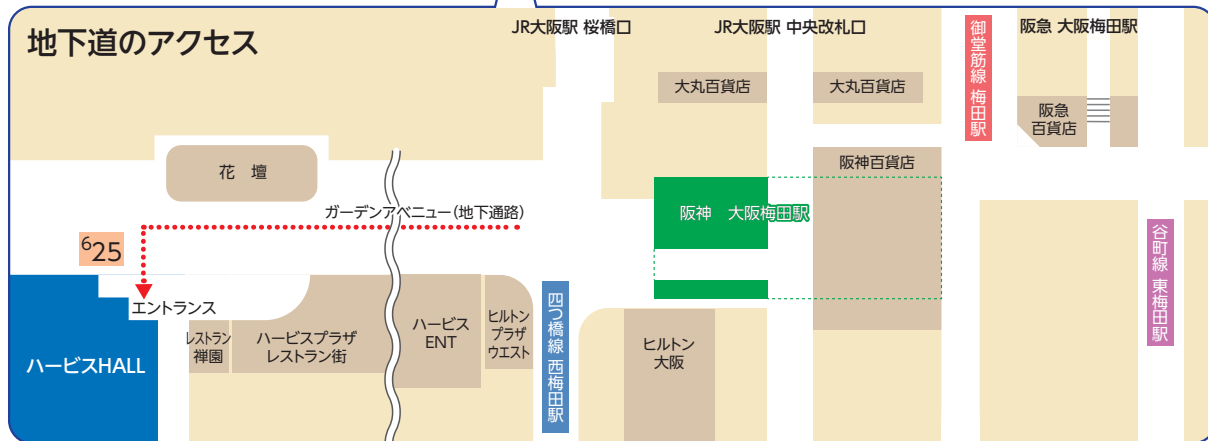 地下道のアクセス
JR大阪駅 桜橋口
JR大阪駅 中央改札口
御堂筋線 梅田駅
阪急 大阪梅田駅
大丸百貨店
大丸百貨店
阪急
百貨店
花 壇
阪神百貨店
ガーデンアベニュー(地下通路)
阪神 大阪梅田駅
625
谷町線 東梅田駅
エントランス
四つ橋線 西梅田駅
ハービスHALL
レストラン
禅園
ハービスプラザ
レストラン街
ハービス
ENT
ヒルトン
プラザ
ウエスト
ヒルトン
大阪